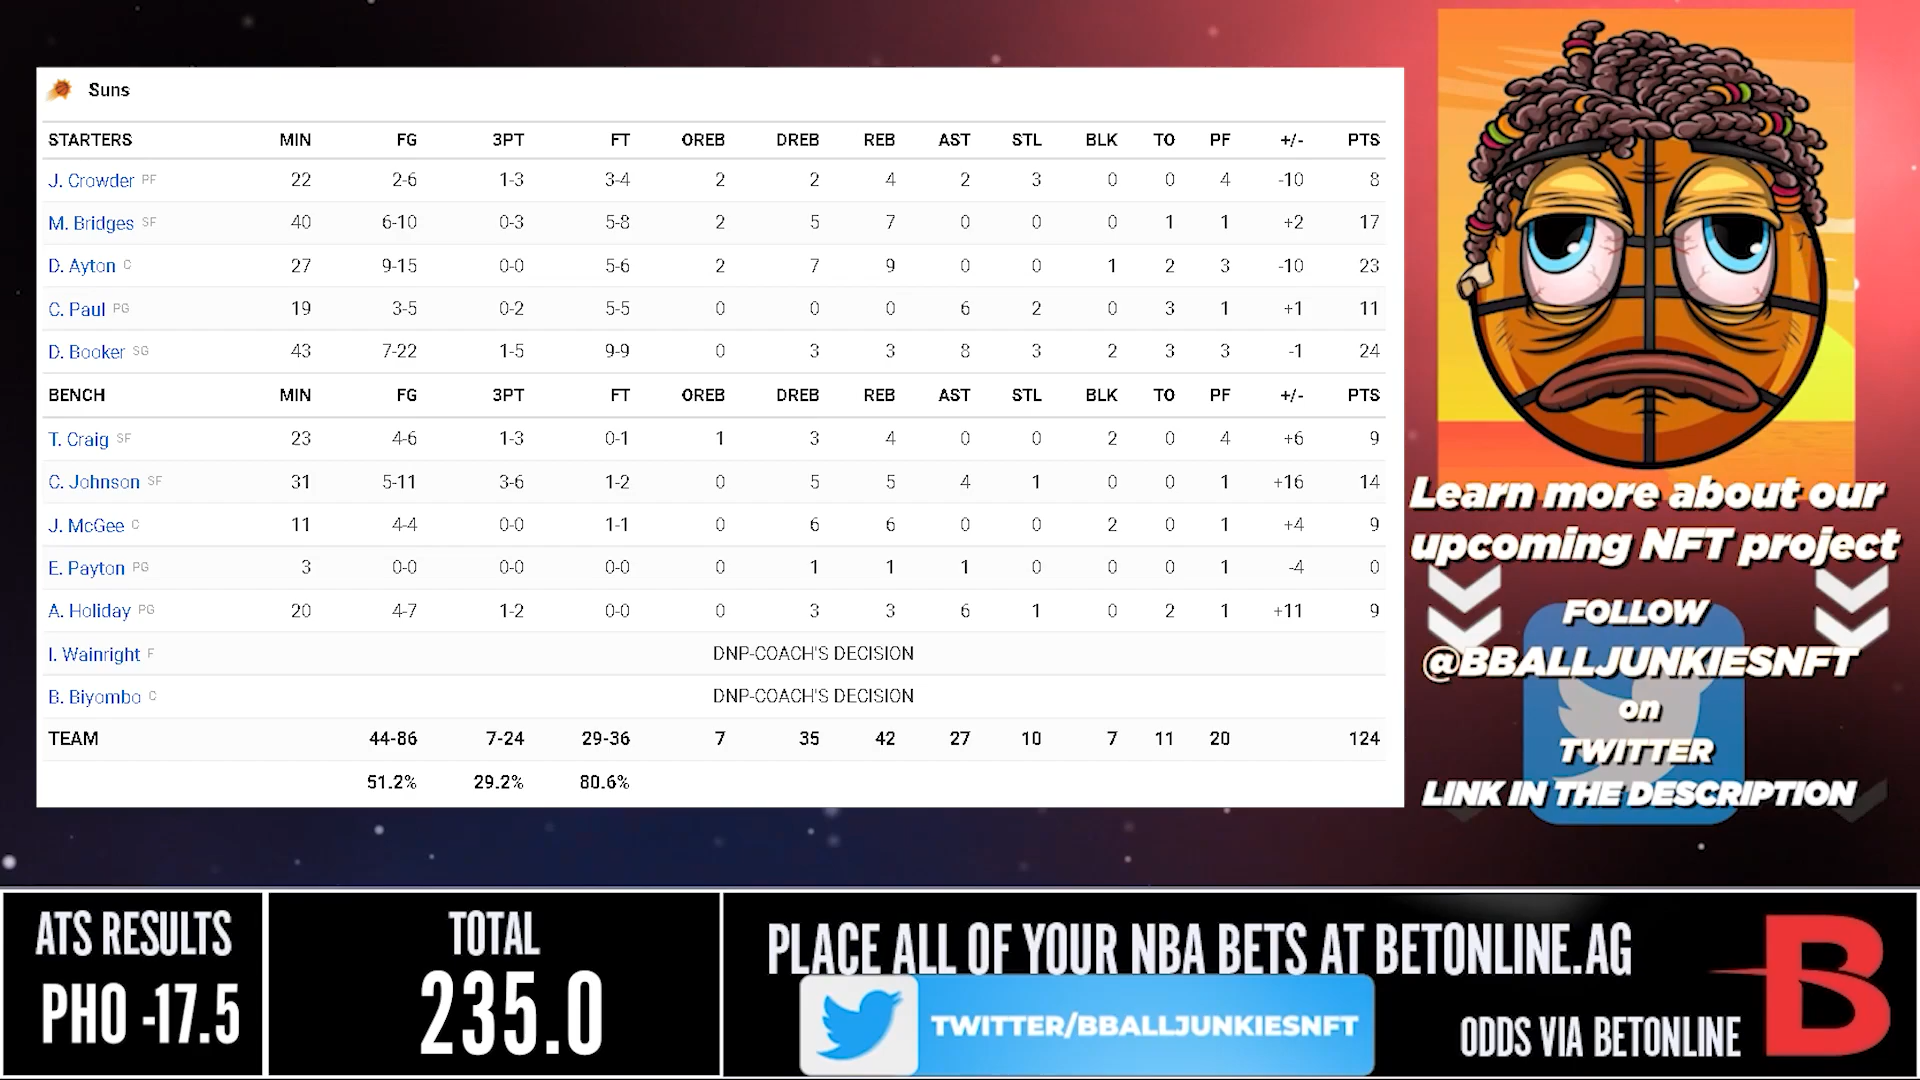 Suns
STARTERS MIN FG 3PT FT OREB DREB REB AST STL BLK TO PF +/- PTS
J. Crowder PF 22 2-6 1-3 3-4 2 2 4 2 3 0 0 4 -10 8
M. Bridges SF 40 6-10 0-3 5-8 2 5 7 0 0 0 1 1 +2 17
D. Ayton C 27 9-15 0-0 5-6 2 7 9 0 0 1 2 3 -10 23
C. Paul PG 19 3-5 0-2 5-5 0 0 0 6 2 0 3 1 +1 11
D. Booker SG 43 7-22 1-5 9-9 0 3 3 8 3 2 3 3 -1 24
BENCH MIN FG 3PT FT OREB DREB REB AST STL BLK TO PF +/- PTS
T. Craig SF 23 4-6 1-3 0-1 1 3 4 0 0 2 0 4 +6 9
C. Johnson SF 31 5-11 3-6 1-2 0 5 5 4 1 0 0 1 +16 14
J. McGee C 11 4-4 0-0 1-1 0 6 6 0 0 2 0 1 +4 9
E. Payton PG 3 0-0 0-0 0-0 0 1 1 1 0 0 0 1 -4 0
A. Holiday PG 20 4-7 1-2 0-0 0 3 3 6 1 0 2 1 +11 9
I. Wainright F DNP-COACH'S DECISION
B. Biyombo C DNP-COACH'S DECISION
TEAM 44-86 7-24 29-36 7 35 42 27 10 7 11 20 124
51.2% 29.2% 80.6%
Learn more about our
upcoming NFT project
FOLLOW
@BBALLJUNKIESNFT
on
TWITTER
LINK IN THE DESCRIPTION
ATS RESULTS
PHO -17.5
TOTAL
235.0
PLACE ALL OF YOUR NBA BETS AT BETONLINE.AG
TWITTER/BBALLJUNKIESNFT
ODDS VIA BETONLINE
B